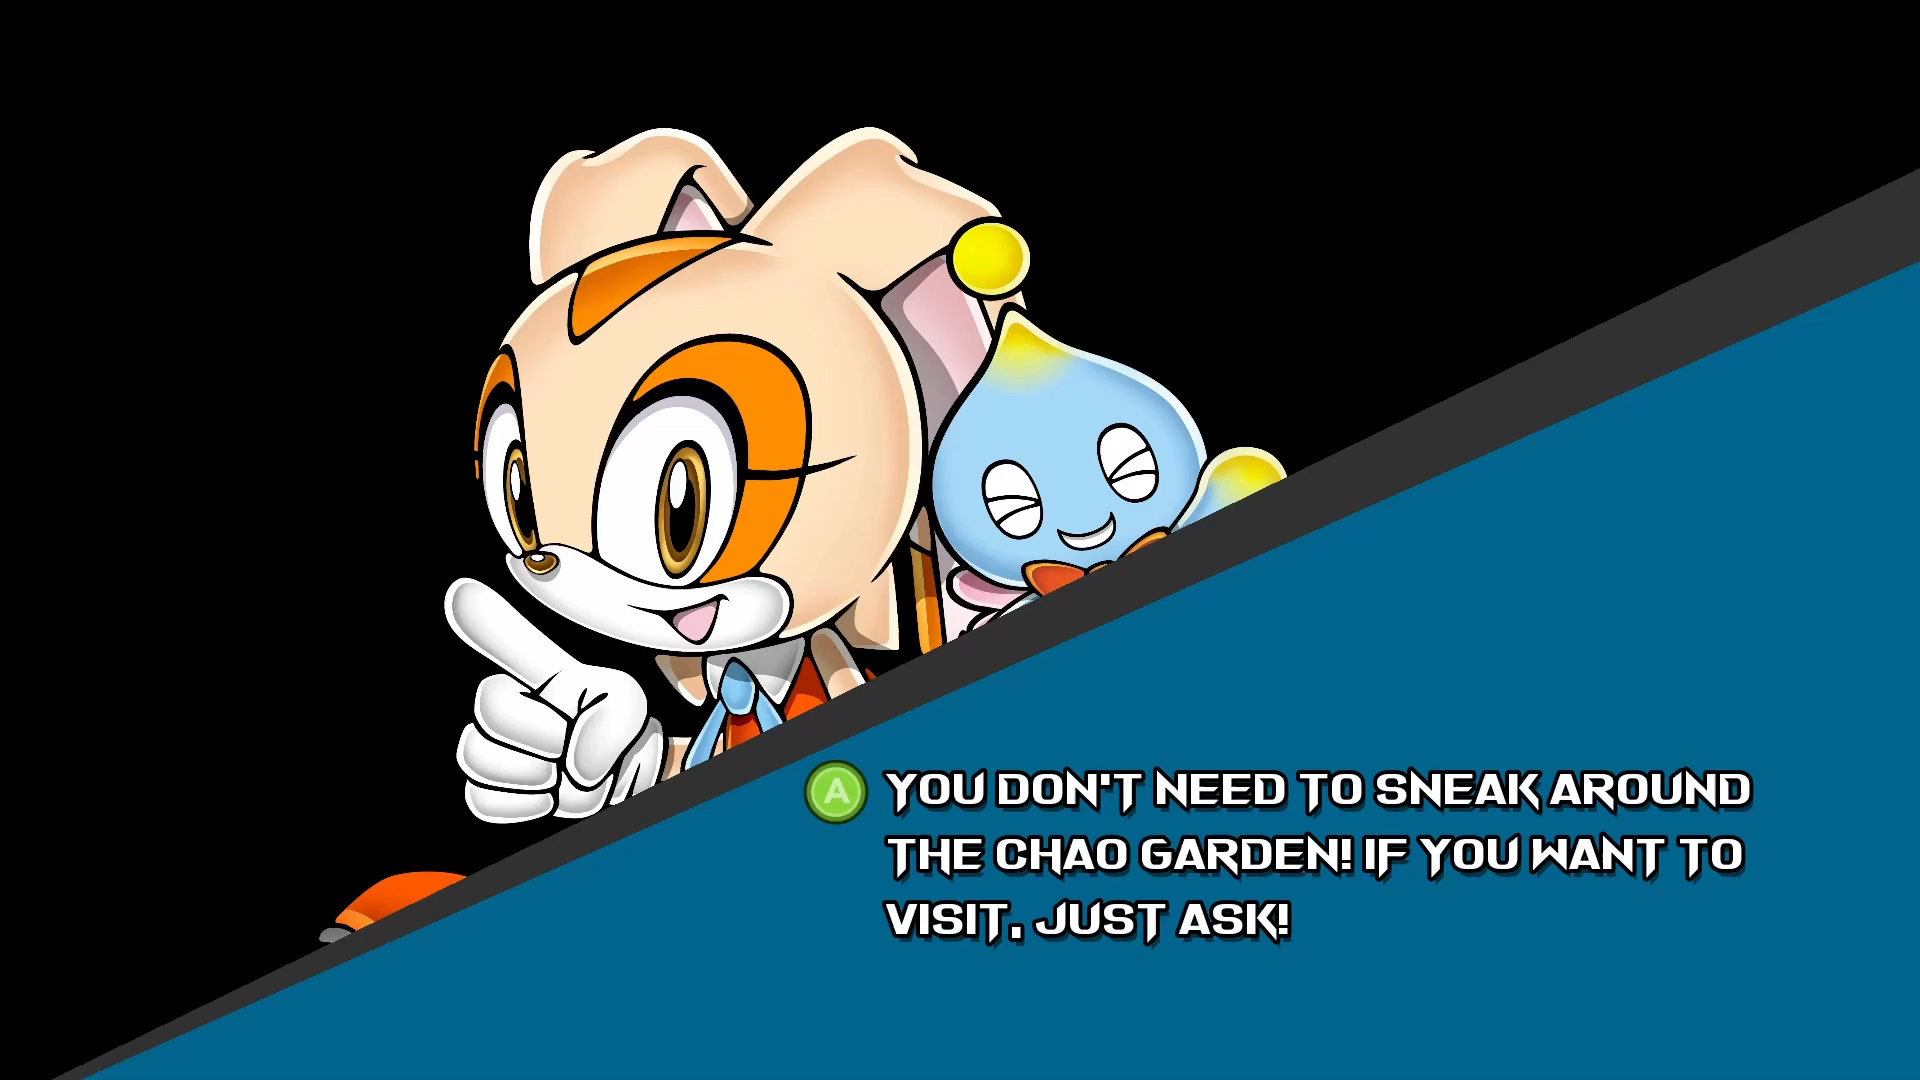 A YOU DON'T NEED TO SNEAK AROUND
THE CHAO GARDEN! IF YOU WANT TO
VISIT, JUST ASK!